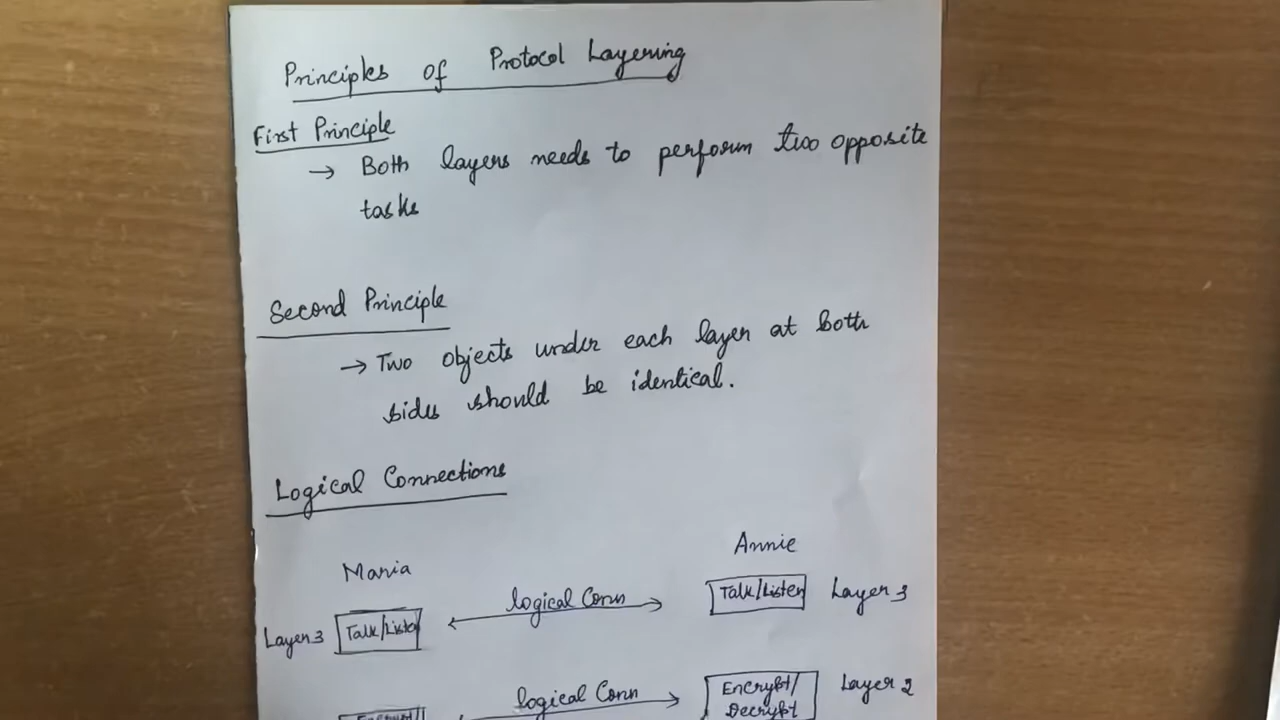 Principles of Protocol Layering
First Principle
→ Both layers needs to perform two opposite
tasks
Second Principle
→ Two objects under each layer at both
sides should be identical.
Logical Connections
Maria
Annie
Layer 3 Talk/Listen logical Conn Talk/Listen Layer 3
logical Conn Encrypt/
Decrypt Layer 2
Encrypt/